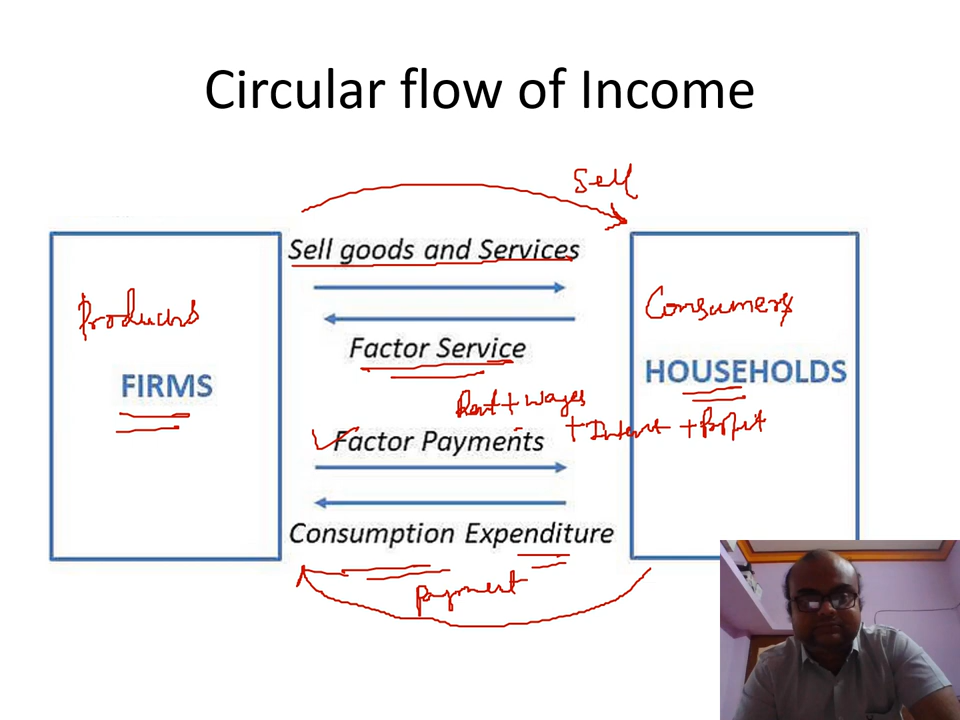 Circular flow of Income
Sell
Sell goods and Services
Producers
Consumers
Factor Service
FIRMS
HOUSEHOLDS
Rent + Wages
+ Interest + Profit
Factor Payments
Consumption Expenditure
Payment